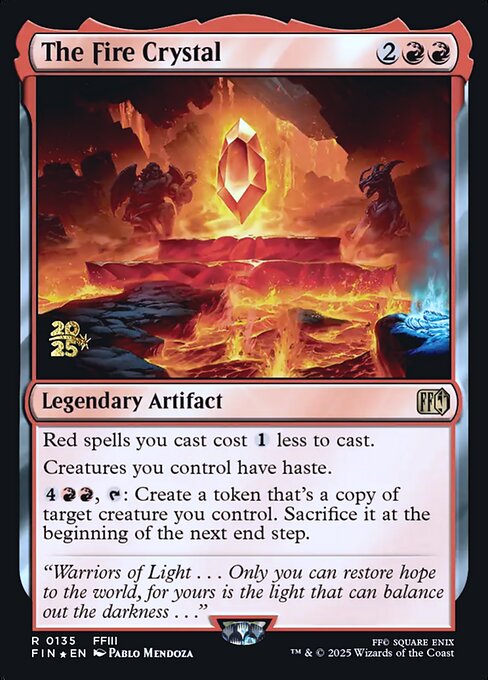 The Fire Crystal 2
20
25
Legendary Artifact FF
Red spells you cast cost 1 less to cast.
Creatures you control have haste.
4, : Create a token that's a copy of
target creature you control. Sacrifice it at the
beginning of the next end step.
“Warriors of Light . . . Only you can restore hope
to the world, for yours is the light that can balance
out the darkness . . .”
R 0135 FFIII
FIN★EN Pablo Mendoza
FF© SQUARE ENIX
™ & © 2025 Wizards of the Coast